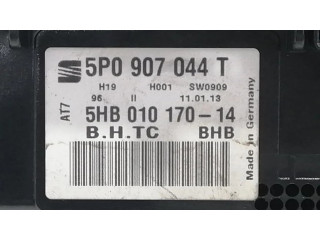 5P0 907 044 T
H19 H001 SW0909
96 II 11.01.13
5HB 010 170-14
B.H.TC BHB
AT7
Made in Germany